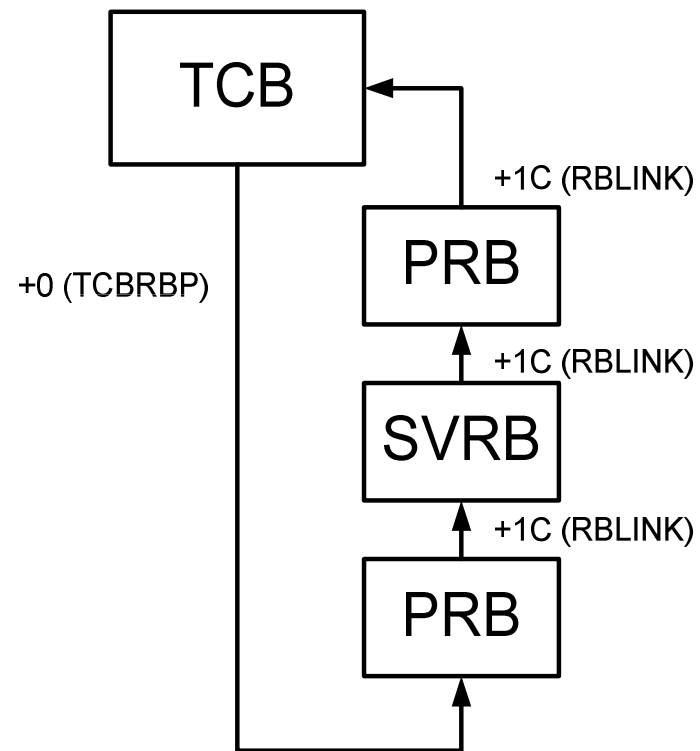 TCB
+1C (RBLINK)
PRB
+0 (TCBRBP)
+1C (RBLINK)
SVRB
+1C (RBLINK)
PRB